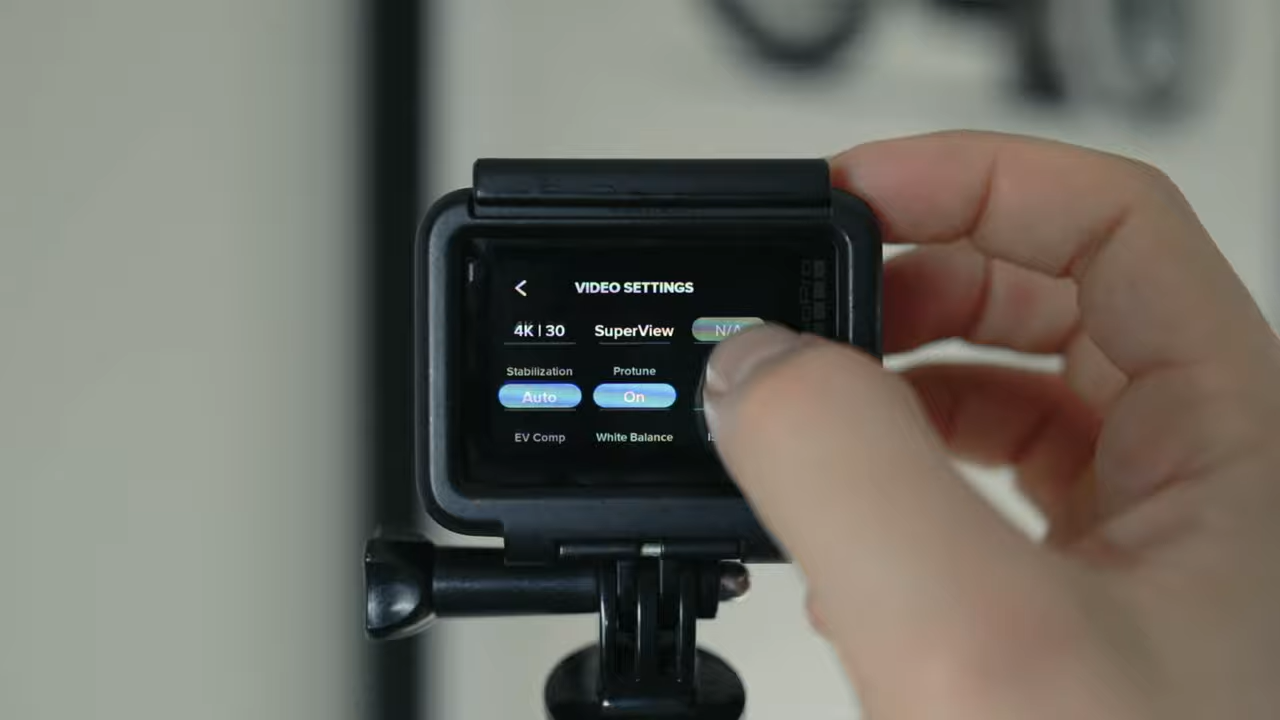 VIDEO SETTINGS
4K | 30 SuperView N/A
Stabilization Protune
Auto On
EV Comp White Balance